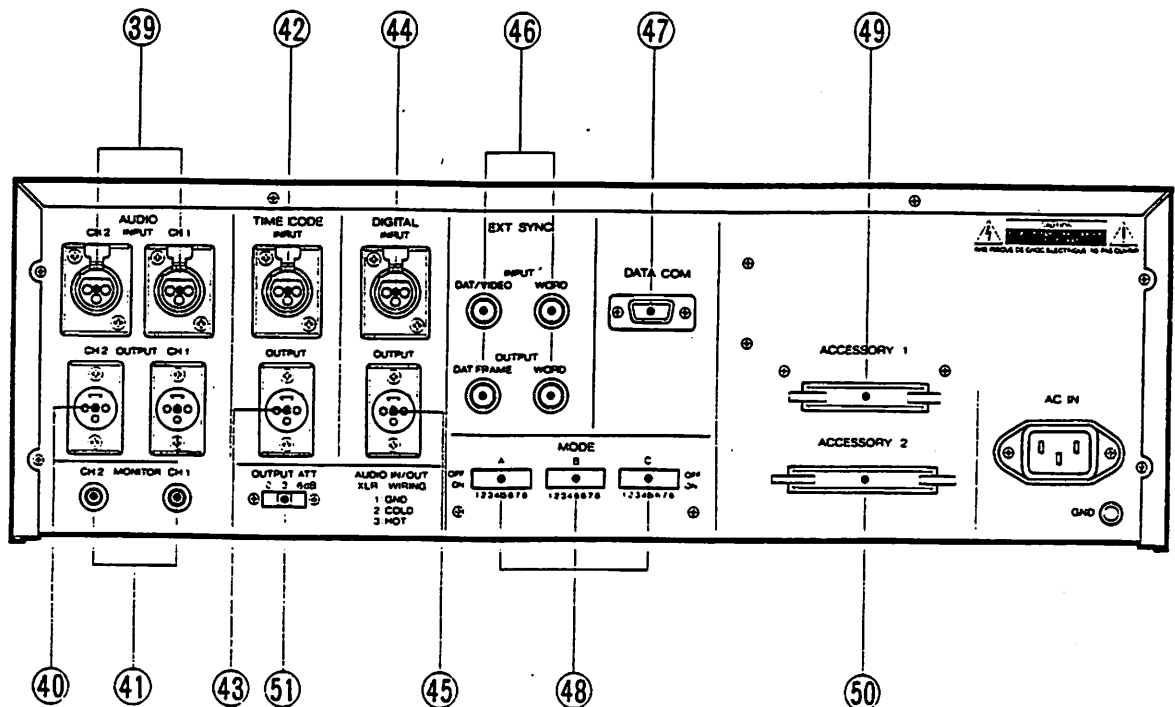 39 42 44 46 47 49
AUDIO
INPUT
CH 2 CH 1
TIME CODE
INPUT
DIGITAL
INPUT
EXT SYNC
INPUT
DAT/VIDEO WORD
DATA COM
CAUTION
CH 2 OUTPUT CH 1
OUTPUT
OUTPUT
OUTPUT
DAT FRAME WORD
ACCESSORY 1
AC IN
MODE
ACCESSORY 2
CH 2 MONITOR CH 1
OUTPUT ATT
0 3 6dB
AUDIO IN/OUT
XLR WIRING
1: GND
2: COLD
3: HOT
OFF A B C OFF
ON ON
12345678 12345678 12345678
GND
40 41 43 51 45 48 50